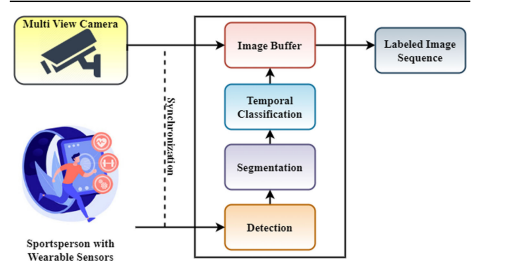 Multi View Camera
Image Buffer
Labeled Image
Sequence
Temporal
Classification
Synchronization
Segmentation
Detection
Sportsperson with
Wearable Sensors